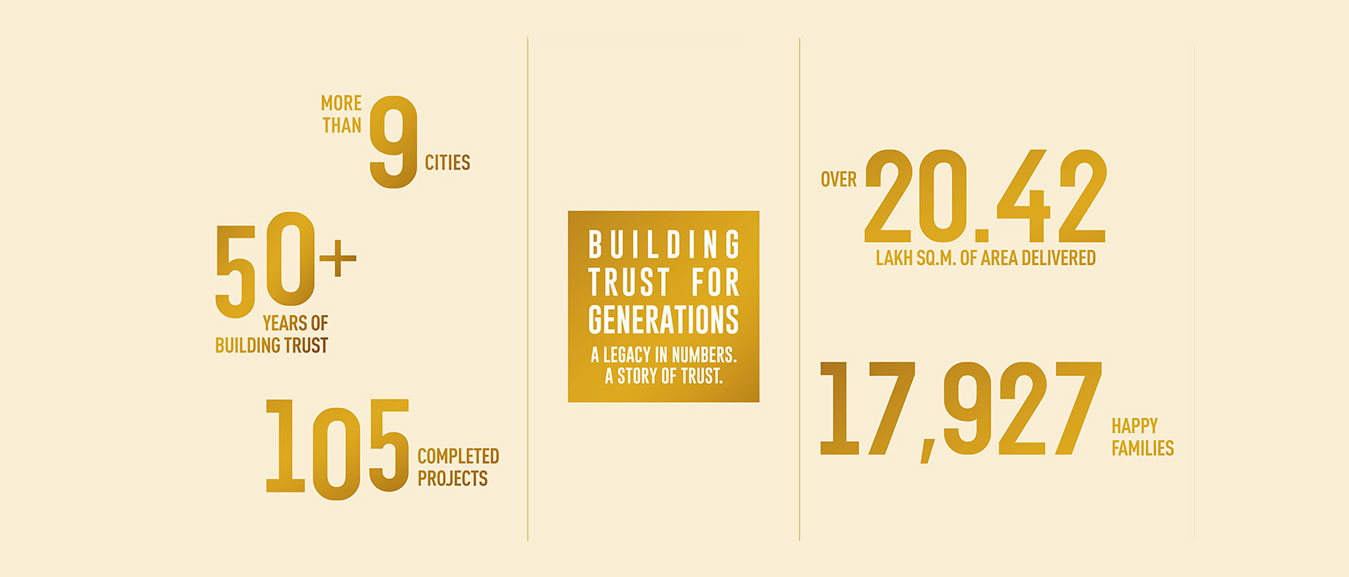 MORE
THAN
9
CITIES
50+
YEARS OF
BUILDING TRUST
105
COMPLETED
PROJECTS
BUILDING
TRUST FOR
GENERATIONS
A LEGACY IN NUMBERS.
A STORY OF TRUST.
OVER 20.42
LAKH SQ.M. OF AREA DELIVERED
17,927
HAPPY
FAMILIES